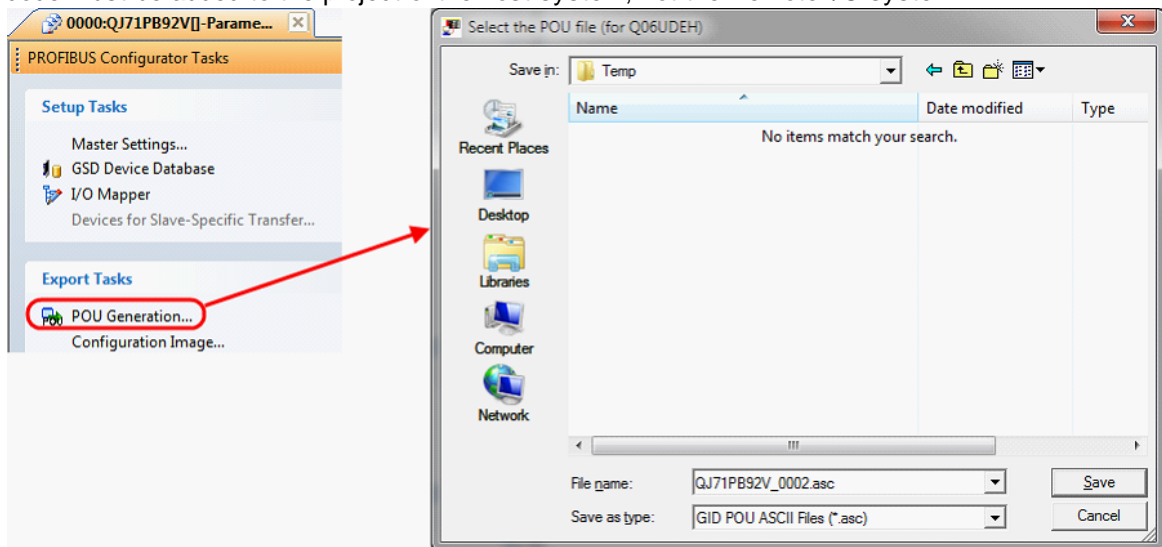 0000:QJ71PB92V[]-Parame...
PROFIBUS Configurator Tasks
Setup Tasks
Master Settings...
GSD Device Database
I/O Mapper
Devices for Slave-Specific Transfer...
Export Tasks
POU Generation...
Configuration Image...
Select the POU file (for Q06UDEH)
Save in:
Temp
Name
Date modified
Type
No items match your search.
Recent Places
Desktop
Libraries
Computer
Network
File name:
QJ71PB92V_0002.asc
Save
Save as type:
GID POU ASCII Files (*.asc)
Cancel